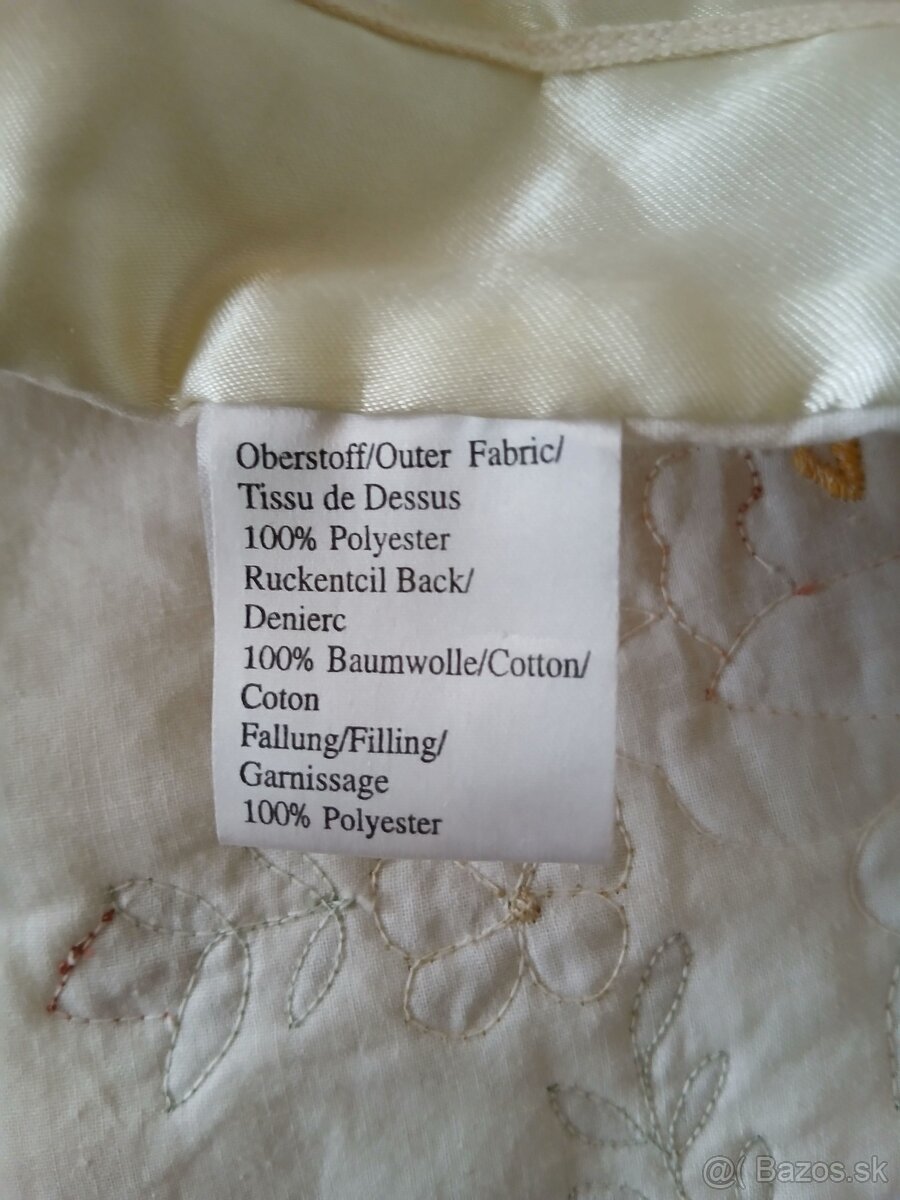 Oberstoff/Outer Fabric/
Tissu de Dessus
100% Polyester
Ruckentcil Back/
Denierc
100% Baumwolle/Cotton/
Coton
Fallung/Filling/
Garnissage
100% Polyester
@( Bazos.sk